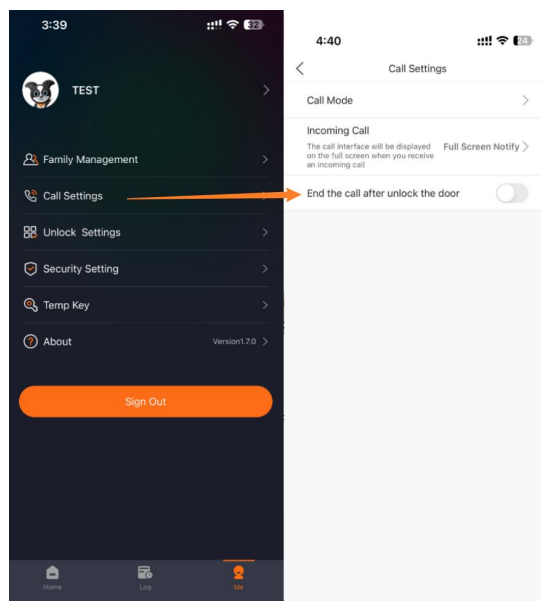 3:39
32
TEST
Family Management
Call Settings
Unlock Settings
Security Setting
Temp Key
About
Version1.7.0
Sign Out
Home
Log
Me
4:40
24
Call Settings
Call Mode
Incoming Call
The call interface will be displayed
on the full screen when you receive
an incoming call
Full Screen Notify
End the call after unlock the door